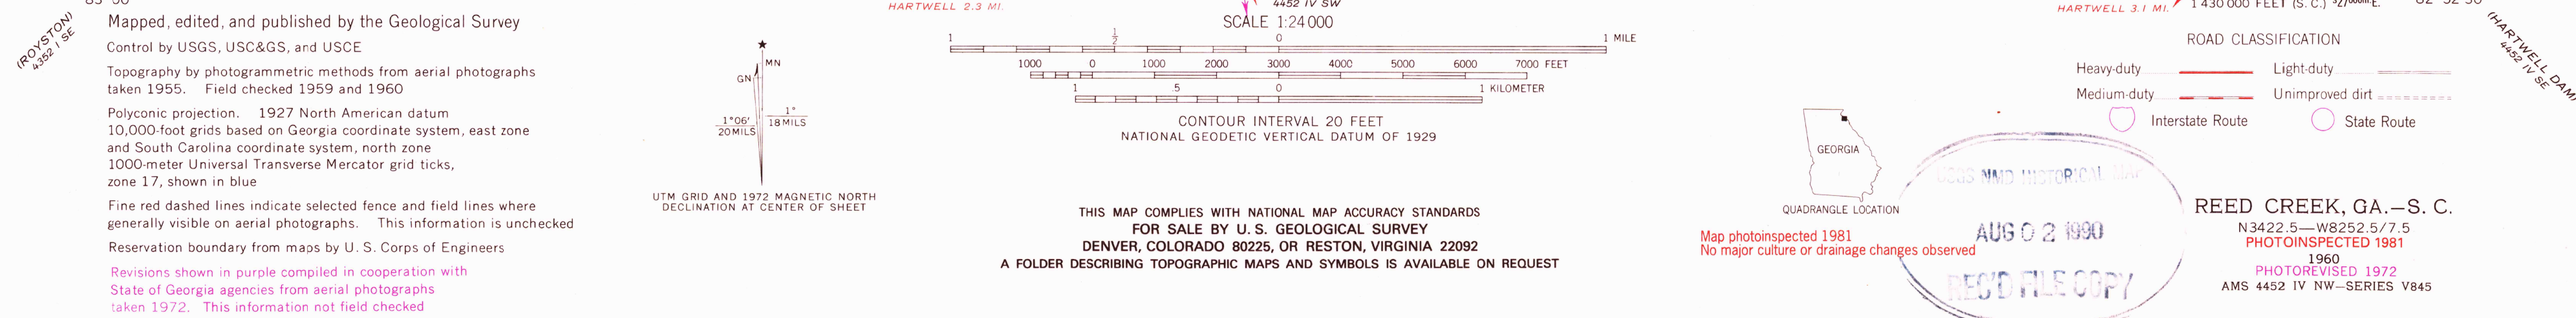 (ROYSTON)
4352 I SE
Mapped, edited, and published by the Geological Survey
Control by USGS, USC&GS, and USCE
Topography by photogrammetric methods from aerial photographs
taken 1955. Field checked 1959 and 1960
Polyconic projection. 1927 North American datum
10,000-foot grids based on Georgia coordinate system, east zone
and South Carolina coordinate system, north zone
1000-meter Universal Transverse Mercator grid ticks,
zone 17, shown in blue
Fine red dashed lines indicate selected fence and field lines where
generally visible on aerial photographs. This information is unchecked
Reservation boundary from maps by U. S. Corps of Engineers
Revisions shown in purple compiled in cooperation with
State of Georgia agencies from aerial photographs
taken 1972. This information not field checked
★
MN
GN
1°06′
20 MILS
1°
18 MILS
UTM GRID AND 1972 MAGNETIC NORTH
DECLINATION AT CENTER OF SHEET
HARTWELL 2.3 MI.
4452 IV SW
SCALE 1:24 000
1 ½ 0 1 MILE
1000 0 1000 2000 3000 4000 5000 6000 7000 FEET
1 .5 0 1 KILOMETER
CONTOUR INTERVAL 20 FEET
NATIONAL GEODETIC VERTICAL DATUM OF 1929
THIS MAP COMPLIES WITH NATIONAL MAP ACCURACY STANDARDS
FOR SALE BY U. S. GEOLOGICAL SURVEY
DENVER, COLORADO 80225, OR RESTON, VIRGINIA 22092
A FOLDER DESCRIBING TOPOGRAPHIC MAPS AND SYMBOLS IS AVAILABLE ON REQUEST
GEORGIA
QUADRANGLE LOCATION
Map photoinspected 1981
No major culture or drainage changes observed
USGS NMD HISTORICAL MAP
AUG 0 2 1990
REC'D FILE COPY
HARTWELL 3.1 MI.
1 430 000 FEET (S. C.)
ROAD CLASSIFICATION
Heavy-duty
Light-duty
Medium-duty
Unimproved dirt
Interstate Route
State Route
(HARTWELL DAM)
4452 IV SE
REED CREEK, GA.—S. C.
N3422.5—W8252.5/7.5
PHOTOINSPECTED 1981
1960
PHOTOREVISED 1972
AMS 4452 IV NW—SERIES V845